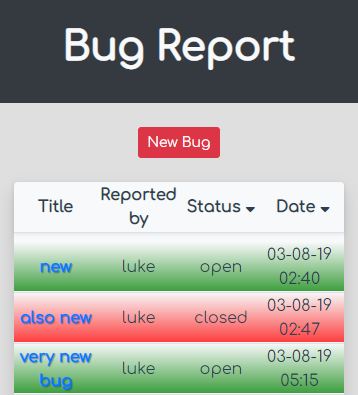 Bug Report
New Bug
Title Reported by Status Date
new luke open 03-08-19 02:40
also new luke closed 03-08-19 02:47
very new bug luke open 03-08-19 05:15